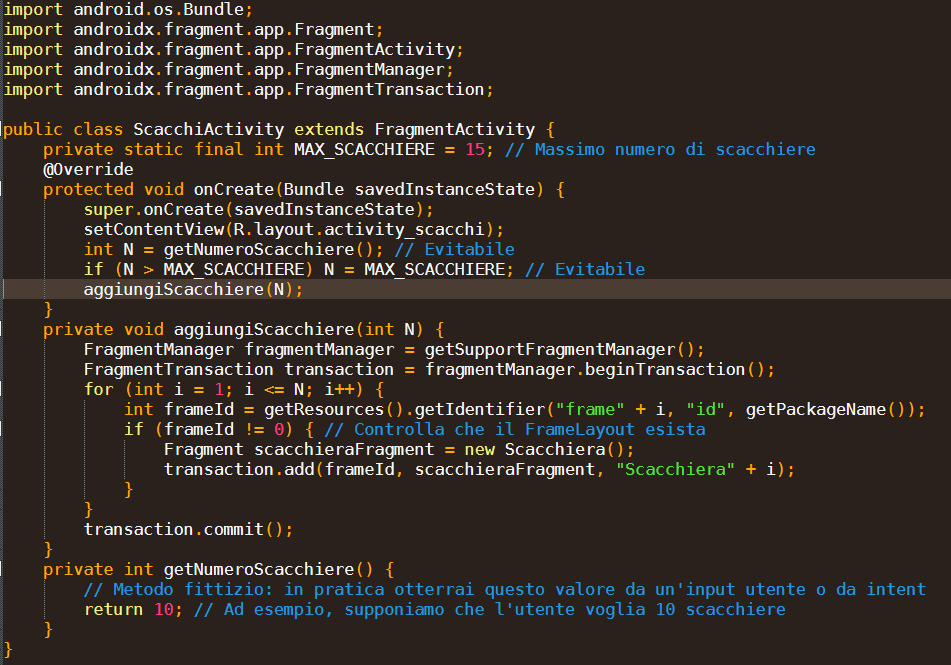 import android.os.Bundle;
import androidx.fragment.app.Fragment;
import androidx.fragment.app.FragmentActivity;
import androidx.fragment.app.FragmentManager;
import androidx.fragment.app.FragmentTransaction;

public class ScacchiActivity extends FragmentActivity {
    private static final int MAX_SCACCHIERE = 15; // Massimo numero di scacchiere
    @Override
    protected void onCreate(Bundle savedInstanceState) {
        super.onCreate(savedInstanceState);
        setContentView(R.layout.activity_scacchi);
        int N = getNumeroScacchiere(); // Evitabile
        if (N > MAX_SCACCHIERE) N = MAX_SCACCHIERE; // Evitabile
        aggiungiScacchiere(N);
    }
    private void aggiungiScacchiere(int N) {
        FragmentManager fragmentManager = getSupportFragmentManager();
        FragmentTransaction transaction = fragmentManager.beginTransaction();
        for (int i = 1; i <= N; i++) {
            int frameId = getResources().getIdentifier("frame" + i, "id", getPackageName());
            if (frameId != 0) { // Controlla che il FrameLayout esista
                Fragment scacchieraFragment = new Scacchiera();
                transaction.add(frameId, scacchieraFragment, "Scacchiera" + i);
            }
        }
        transaction.commit();
    }
    private int getNumeroScacchiere() {
        // Metodo fittizio: in pratica otterrai questo valore da un'input utente o da intent
        return 10; // Ad esempio, supponiamo che l'utente voglia 10 scacchiere
    }
}